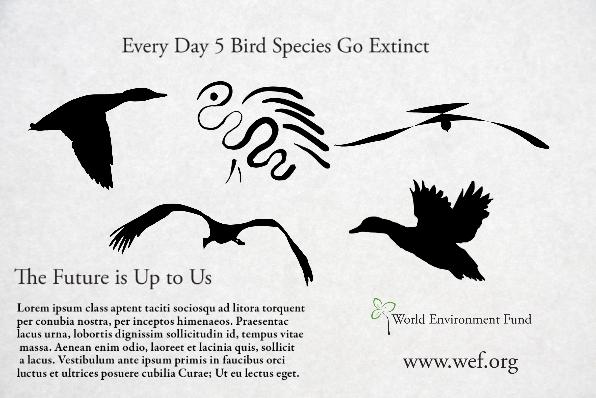 Every Day 5 Bird Species Go Extinct
The Future is Up to Us
Lorem ipsum class aptent taciti sociosqu ad litora torquent
per conubia nostra, per inceptos himenaeos. Praesentac
lacus urna, lobortis dignissim sollicitudin id, tempus vitae
massa. Aenean enim odio, laoreet et lacinia quis, sollicit
a lacus. Vestibulum ante ipsum primis in faucibus orci
luctus et ultrices posuere cubilia Curae; Ut eu lectus eget.
World Environment Fund
www.wef.org